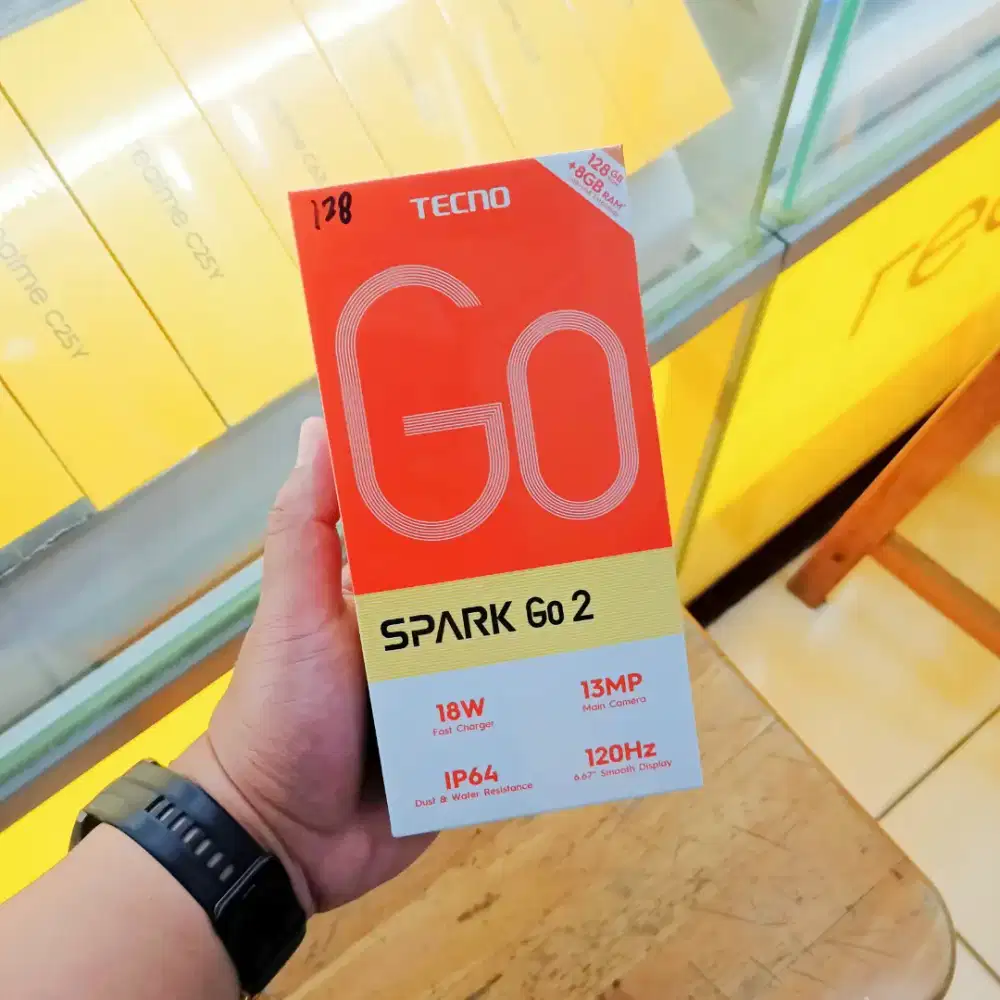 128
TECNO
128GB
+8GB RAM*
Go
SPARK Go 2
18W
Fast Charger
13MP
Main Camera
IP64
Dust & Water Resistance
120Hz
6.67" Smooth Display
realme C25Y
realme C25Y